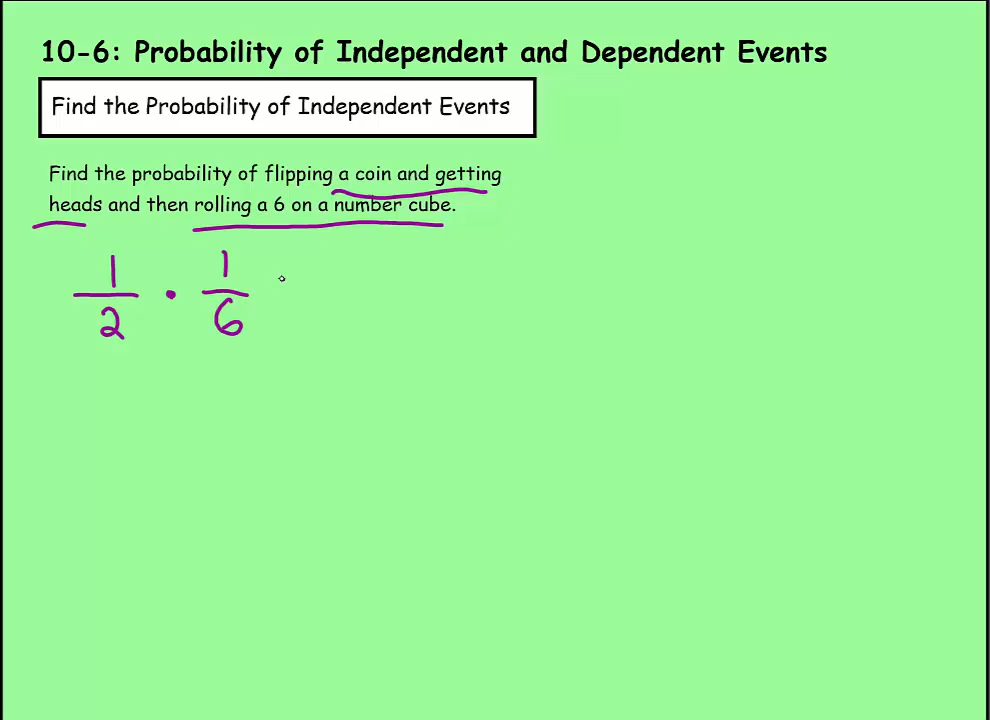 10-6: Probability of Independent and Dependent Events
Find the Probability of Independent Events
Find the probability of flipping a coin and getting
heads and then rolling a 6 on a number cube.
1/2 · 1/6